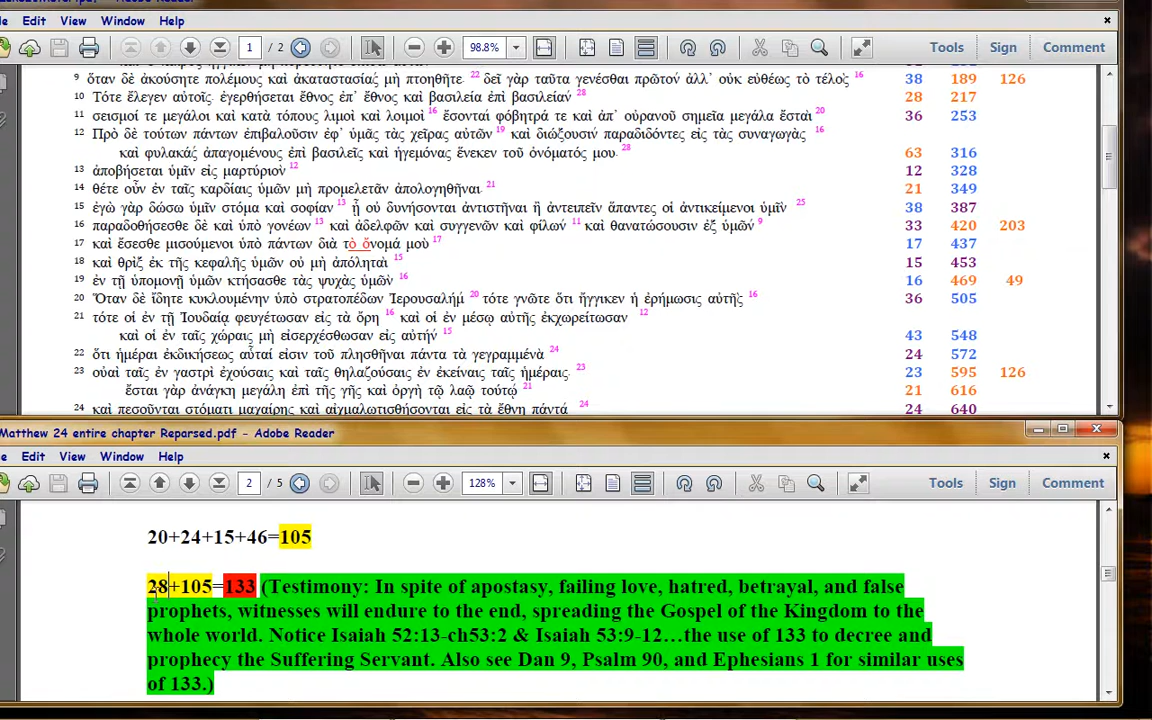 Edit View Window Help ×
1 / 2 98.8% Tools Sign Comment
9 ὅταν δὲ ἀκούσητε πολέμους καὶ ἀκαταστασίας μὴ πτοηθῆτε 22 δεῖ γὰρ ταῦτα γενέσθαι πρῶτον ἀλλ᾽ οὐκ εὐθέως τὸ τέλος 16 38 189 126
10 Τότε ἔλεγεν αὐτοῖς· ἐγερθήσεται ἔθνος ἐπ᾽ ἔθνος καὶ βασιλεία ἐπὶ βασιλείαν 28 28 217
11 σεισμοί τε μεγάλοι καὶ κατὰ τόπους λιμοὶ καὶ λοιμοὶ 16 ἔσονται φόβητρά τε καὶ ἀπ᾽ οὐρανοῦ σημεῖα μεγάλα ἔσται 20 36 253
12 Πρὸ δὲ τούτων πάντων ἐπιβαλοῦσιν ἐφ᾽ ὑμᾶς τὰς χεῖρας αὐτῶν 19 καὶ διώξουσιν παραδιδόντες εἰς τὰς συναγωγὰς 16
καὶ φυλακάς ἀπαγομένους ἐπὶ βασιλεῖς καὶ ἡγεμόνας ἕνεκεν τοῦ ὀνόματός μου 28 63 316
13 ἀποβήσεται ὑμῖν εἰς μαρτύριον 12 12 328
14 θέτε οὖν ἐν ταῖς καρδίαις ὑμῶν μὴ προμελετᾶν ἀπολογηθῆναι 21 21 349
15 ἐγὼ γὰρ δώσω ὑμῖν στόμα καὶ σοφίαν 13 ᾗ οὐ δυνήσονται ἀντιστῆναι ἢ ἀντειπεῖν ἅπαντες οἱ ἀντικείμενοι ὑμῖν 25 38 387
16 παραδοθήσεσθε δὲ καὶ ὑπὸ γονέων 13 καὶ ἀδελφῶν καὶ συγγενῶν καὶ φίλων 11 καὶ θανατώσουσιν ἐξ ὑμῶν 9 33 420 203
17 καὶ ἔσεσθε μισούμενοι ὑπὸ πάντων διὰ τὸ ὄνομά μου 17 17 437
18 καὶ θρὶξ ἐκ τῆς κεφαλῆς ὑμῶν οὐ μὴ ἀπόληται 15 15 453
19 ἐν τῇ ὑπομονῇ ὑμῶν κτήσασθε τὰς ψυχὰς ὑμῶν 16 16 469 49
20 Ὅταν δὲ ἴδητε κυκλουμένην ὑπὸ στρατοπέδων Ἰερουσαλήμ 20 τότε γνῶτε ὅτι ἤγγικεν ἡ ἐρήμωσις αὐτῆς 16 36 505
21 τότε οἱ ἐν τῇ Ἰουδαίᾳ φευγέτωσαν εἰς τὰ ὄρη 16 καὶ οἱ ἐν μέσῳ αὐτῆς ἐκχωρείτωσαν 12
καὶ οἱ ἐν ταῖς χώραις μὴ εἰσερχέσθωσαν εἰς αὐτήν 15 43 548
22 ὅτι ἡμέραι ἐκδικήσεως αὗταί εἰσιν τοῦ πλησθῆναι πάντα τὰ γεγραμμένα 24 24 572
23 οὐαὶ ταῖς ἐν γαστρὶ ἐχούσαις καὶ ταῖς θηλαζούσαις ἐν ἐκείναις ταῖς ἡμέραις· 23 23 595 126
ἔσται γὰρ ἀνάγκη μεγάλη ἐπὶ τῆς γῆς καὶ ὀργὴ τῷ λαῷ τούτῳ 21 21 616
24 καὶ πεσοῦνται στόματι μαχαίρης καὶ αἰχμαλωτισθήσονται εἰς τὰ ἔθνη πάντα 24 24 640
Matthew 24 entire chapter Reparsed.pdf - Adobe Reader
Edit View Window Help ×
2 / 5 128% Tools Sign Comment
20+24+15+46=105
28+105=133 (Testimony: In spite of apostasy, failing love, hatred, betrayal, and false
prophets, witnesses will endure to the end, spreading the Gospel of the Kingdom to the
whole world. Notice Isaiah 52:13-ch53:2 & Isaiah 53:9-12…the use of 133 to decree and
prophecy the Suffering Servant. Also see Dan 9, Psalm 90, and Ephesians 1 for similar uses
of 133.)